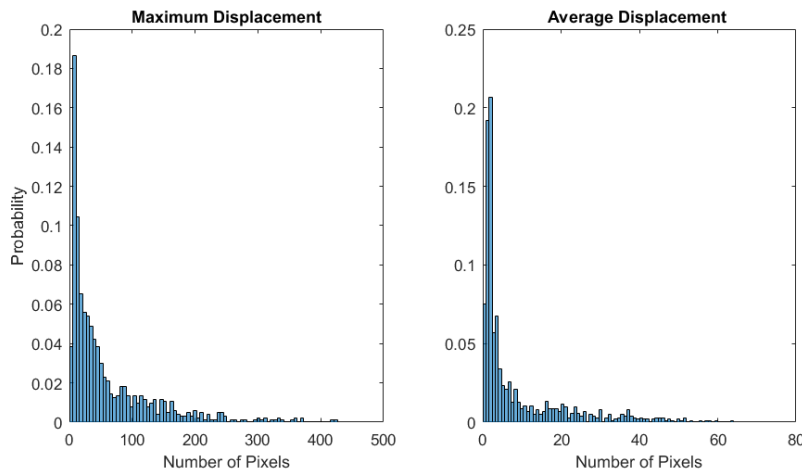 Maximum Displacement
Probability
0.2
0.18
0.16
0.14
0.12
0.1
0.08
0.06
0.04
0.02
0
0 100 200 300 400 500
Number of Pixels
Average Displacement
0.25
0.2
0.15
0.1
0.05
0
0 20 40 60 80
Number of Pixels